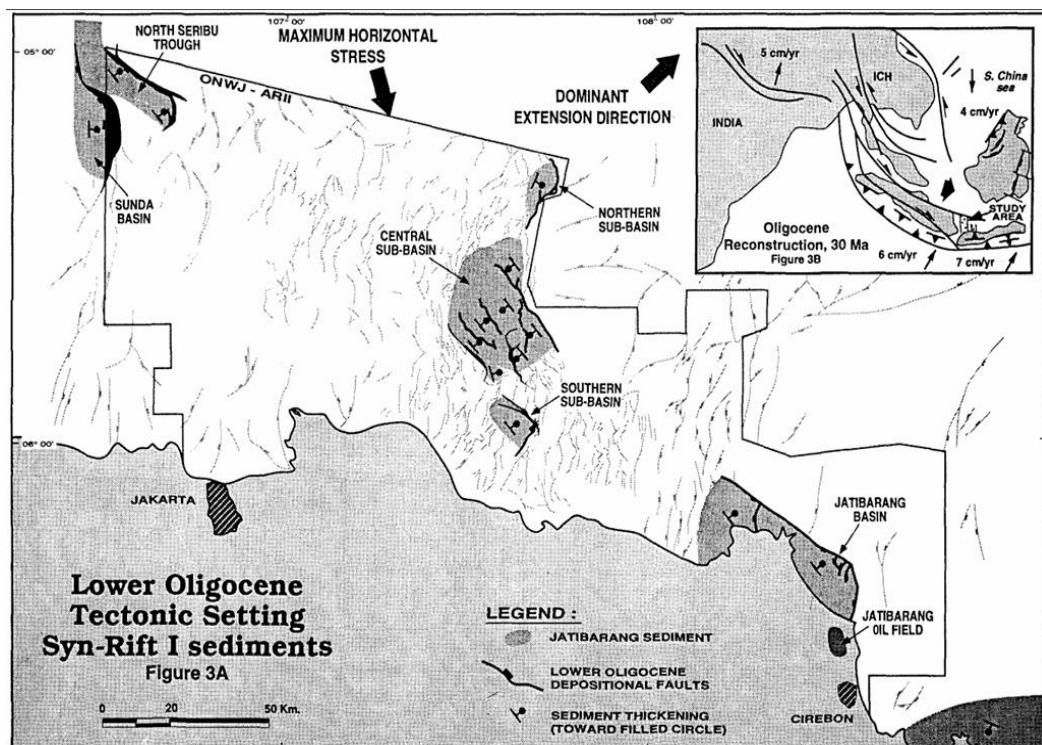 107° 00'
108° 00'
05° 00'
NORTH SERIBU
TROUGH
MAXIMUM HORIZONTAL
STRESS
ONWJ - ARII
DOMINANT
EXTENSION DIRECTION
SUNDA
BASIN
CENTRAL
SUB-BASIN
NORTHERN
SUB-BASIN
SOUTHERN
SUB-BASIN
5 cm/yr
ICH
S. China
sea
4 cm/yr
INDIA
STUDY
AREA
Oligocene
Reconstruction, 30 Ma
Figure 3B
6 cm/yr
7 cm/yr
06° 00'
JAKARTA
JATIBARANG
BASIN
JATIBARANG
OIL FIELD
CIREBON
Lower Oligocene
Tectonic Setting
Syn-Rift I sediments
Figure 3A
0 20 50 Km.
LEGEND :
JATIBARANG SEDIMENT
LOWER OLIGOCENE
DEPOSITIONAL FAULTS
SEDIMENT THICKENING
(TOWARD FILLED CIRCLE)